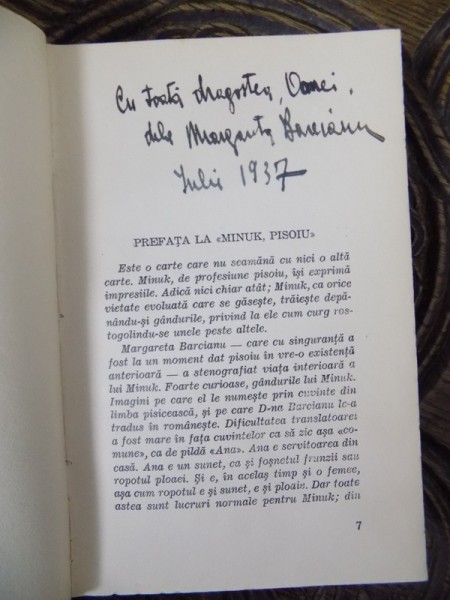 Cu toată dragostea, Oanei,
dela Margareta Barcianu
Iulie 1937
PREFAȚA LA «MINUK, PISOIU»
Este o carte care nu seamănă cu nici o altă
carte. Minuk, de profesiune pisoiu, își exprimă
impresiile. Adică nici chiar atât; Minuk, ca orice
vietate evoluată care se găsește, trăiește depă-
nându-și gândurile, privind la ele cum curg ros-
togolindu-se unele peste altele.
Margareta Barcianu — care cu singuranță a
fost la un moment dat pisoiu în vre-o existență
anterioară — a stenografiat viața interioară a
lui Minuk. Foarte curioase, gândurile lui Minuk.
Imagini pe care el le numește prin cuvinte din
limba pisicească, și pe care D-na Barcianu le-a
tradus în românește. Dificultatea translatoarei
a fost mare în fața cuvintelor ca să zic așa «co-
mune», ca de pildă «Ana». Ana e servitoarea din
casă. Ana e un sunet, ca și foșnetul frunzii sau
ropotul ploaei. Și e, în același timp și o femee,
așa cum ropotul e și sunet, e și ploaie. Dar toate
astea sunt lucruri normale pentru Minuk; din
7